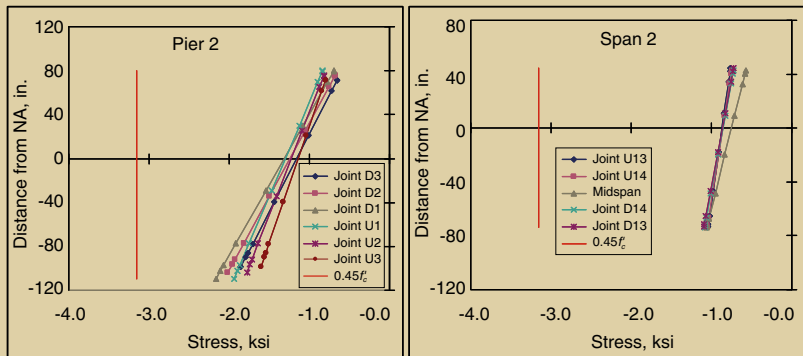 Pier 2
Distance from NA, in.
120
80
40
0
-40
-80
-120
-4.0
-3.0
-2.0
-1.0
-0.0
Stress, ksi
Joint D3
Joint D2
Joint D1
Joint U1
Joint U2
Joint U3
0.45f'c
Span 2
Distance from NA, in.
80
40
0
-40
-80
-120
-4.0
-3.0
-2.0
-1.0
-0.0
Stress, ksi
Joint U13
Joint U14
Midspan
Joint D14
Joint D13
0.45f'c